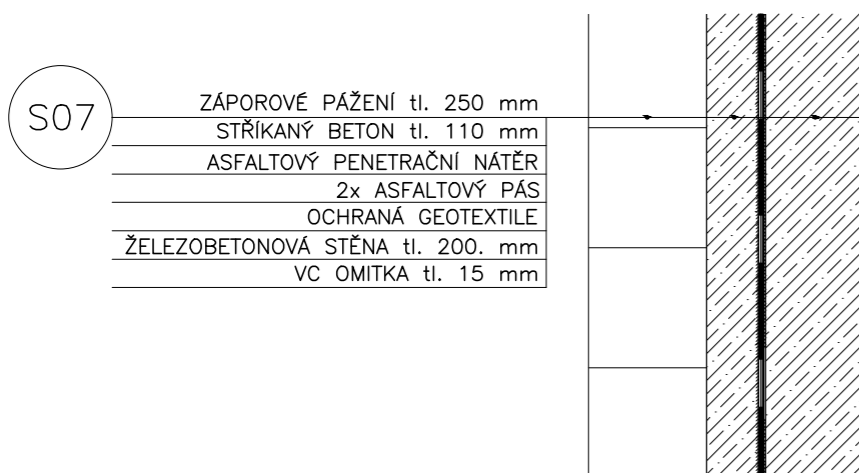 S07
ZÁPOROVÉ PÁŽENÍ tl. 250 mm
STŘÍKANÝ BETON tl. 110 mm
ASFALTOVÝ PENETRAČNÍ NÁTĚR
2x ASFALTOVÝ PÁS
OCHRANÁ GEOTEXTILE
ŽELEZOBETONOVÁ STĚNA tl. 200. mm
VC OMITKA tl. 15 mm